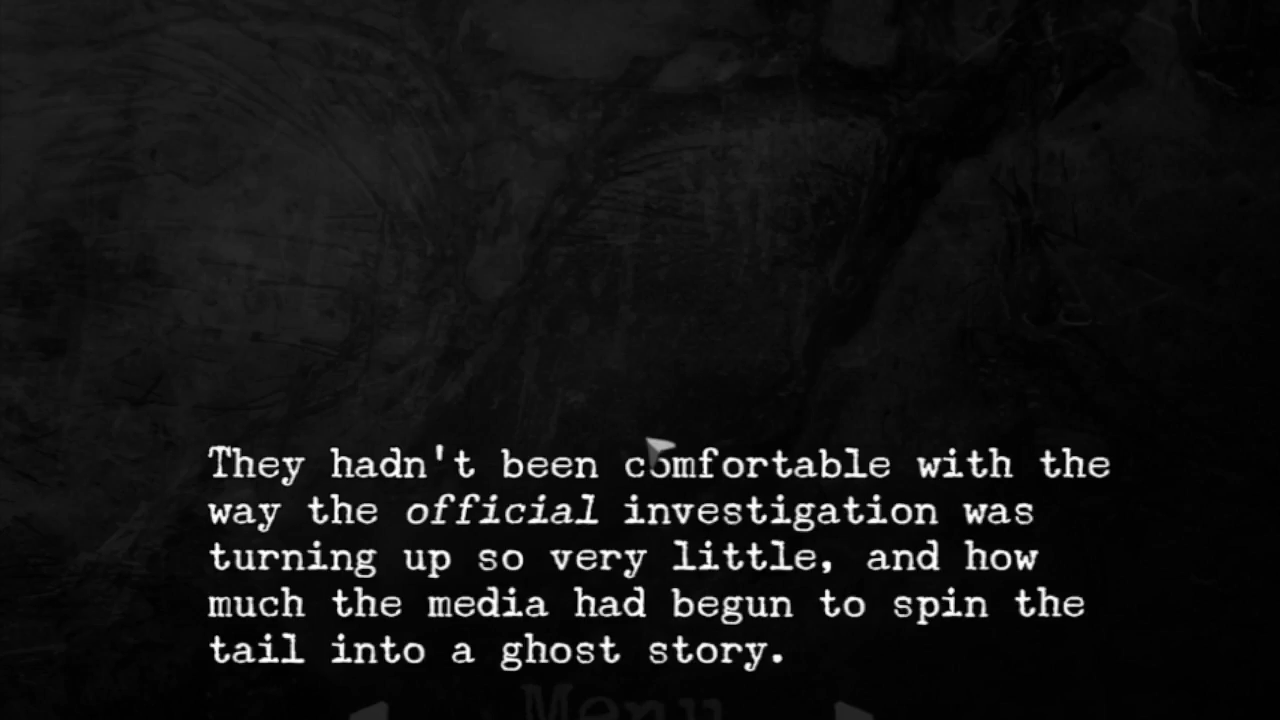 They hadn't been comfortable with the
way the official investigation was
turning up so very little, and how
much the media had begun to spin the
tail into a ghost story.
Menu